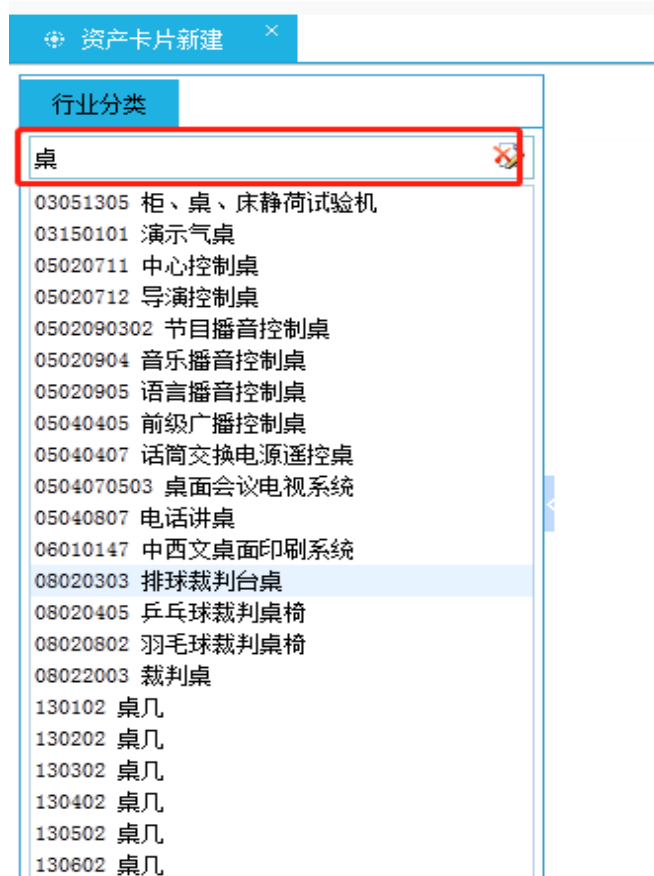 资产卡片新建 ×
行业分类
桌
03051305 柜、桌、床静荷试验机
03150101 演示气桌
05020711 中心控制桌
05020712 导演控制桌
0502090302 节目播音控制桌
05020904 音乐播音控制桌
05020905 语言播音控制桌
05040405 前级广播控制桌
05040407 话筒交换电源遥控桌
0504070503 桌面会议电视系统
05040807 电话讲桌
06010147 中西文桌面印刷系统
08020303 排球裁判台桌
08020405 乒乓球裁判桌椅
08020802 羽毛球裁判桌椅
08022003 裁判桌
130102 桌几
130202 桌几
130302 桌几
130402 桌几
130502 桌几
130602 桌几